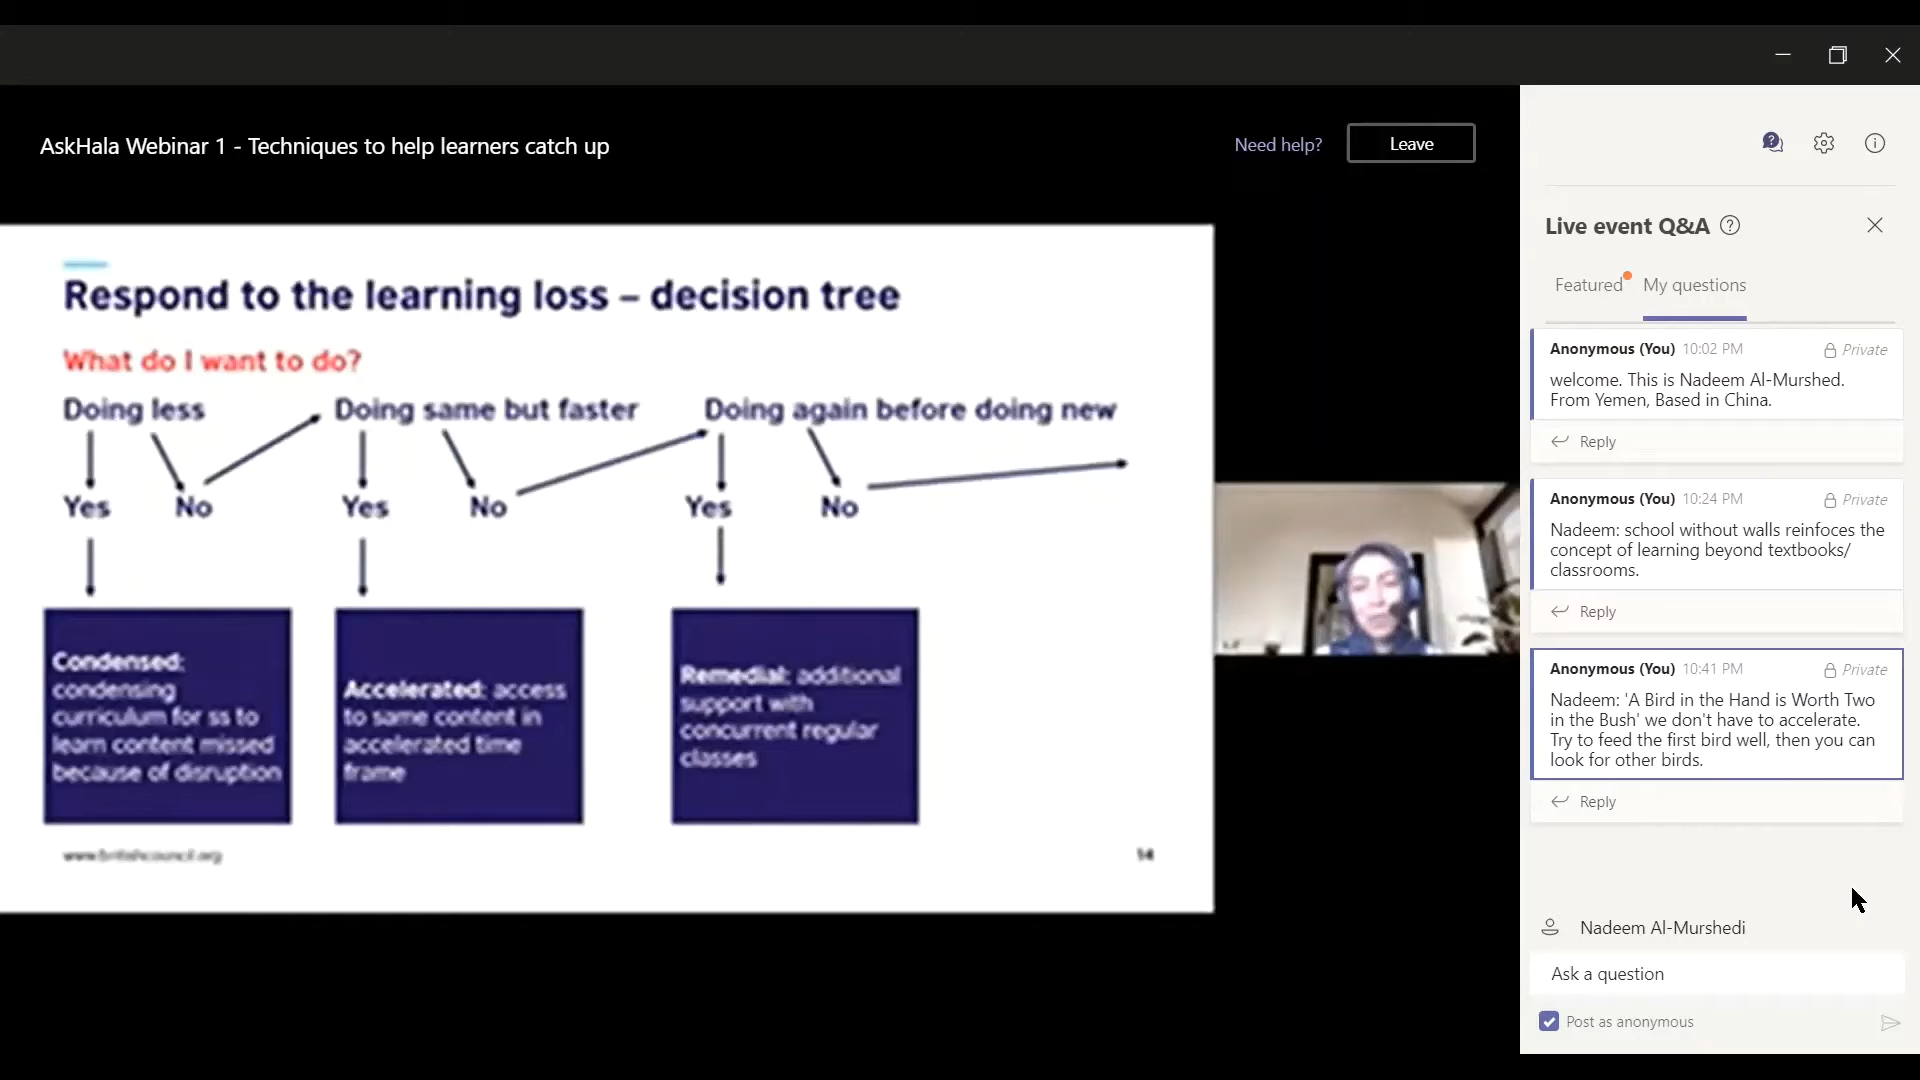 AskHala Webinar 1 - Techniques to help learners catch up
Need help?
Leave
Respond to the learning loss – decision tree
What do I want to do?
Doing less
Doing same but faster
Doing again before doing new
Yes
No
Yes
No
Yes
No
Condensed:
condensing
curriculum for ss to
learn content missed
because of disruption
Accelerated: access
to same content in
accelerated time
frame
Remedial: additional
support with
concurrent regular
classes
www.britishcouncil.org
14
Live event Q&A
Featured
My questions
Anonymous (You) 10:02 PM
Private
welcome. This is Nadeem Al-Murshed.
From Yemen, Based in China.
Reply
Anonymous (You) 10:24 PM
Private
Nadeem: school without walls reinfoces the
concept of learning beyond textbooks/
classrooms.
Reply
Anonymous (You) 10:41 PM
Private
Nadeem: 'A Bird in the Hand is Worth Two
in the Bush' we don't have to accelerate.
Try to feed the first bird well, then you can
look for other birds.
Reply
Nadeem Al-Murshedi
Ask a question
Post as anonymous